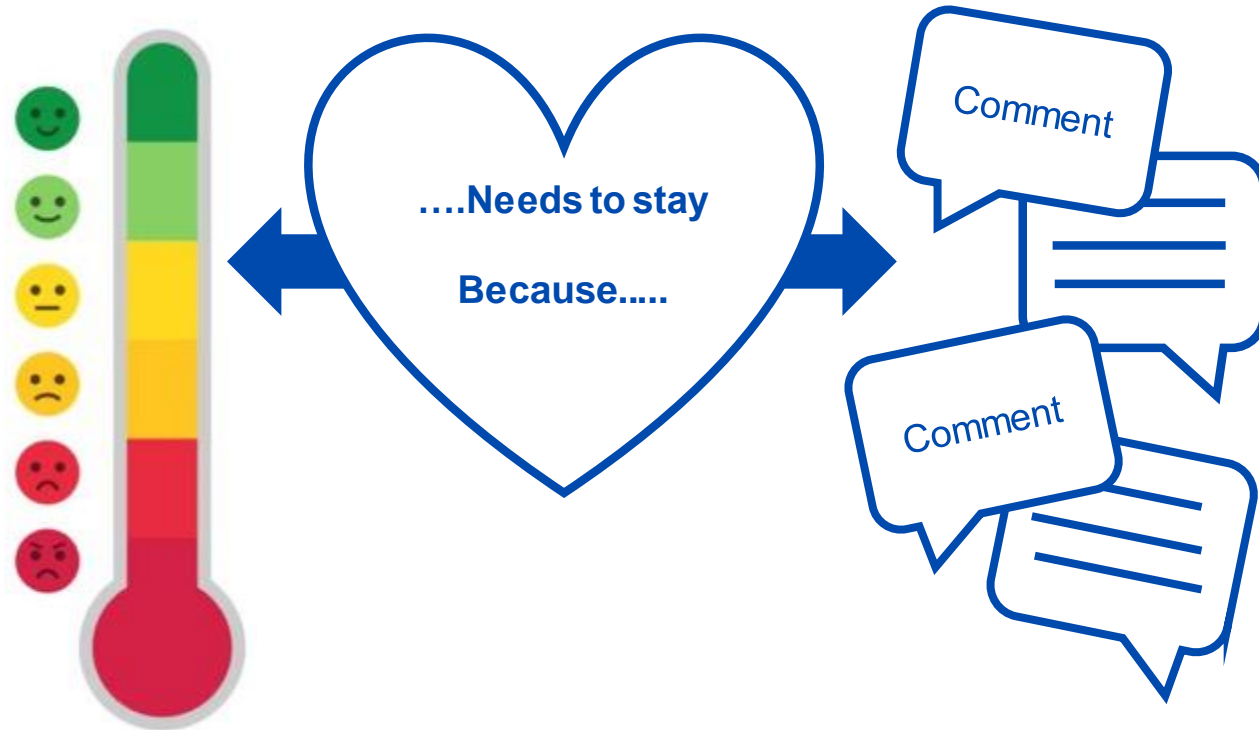 ….Needs to stay
Because.....
Comment
Comment